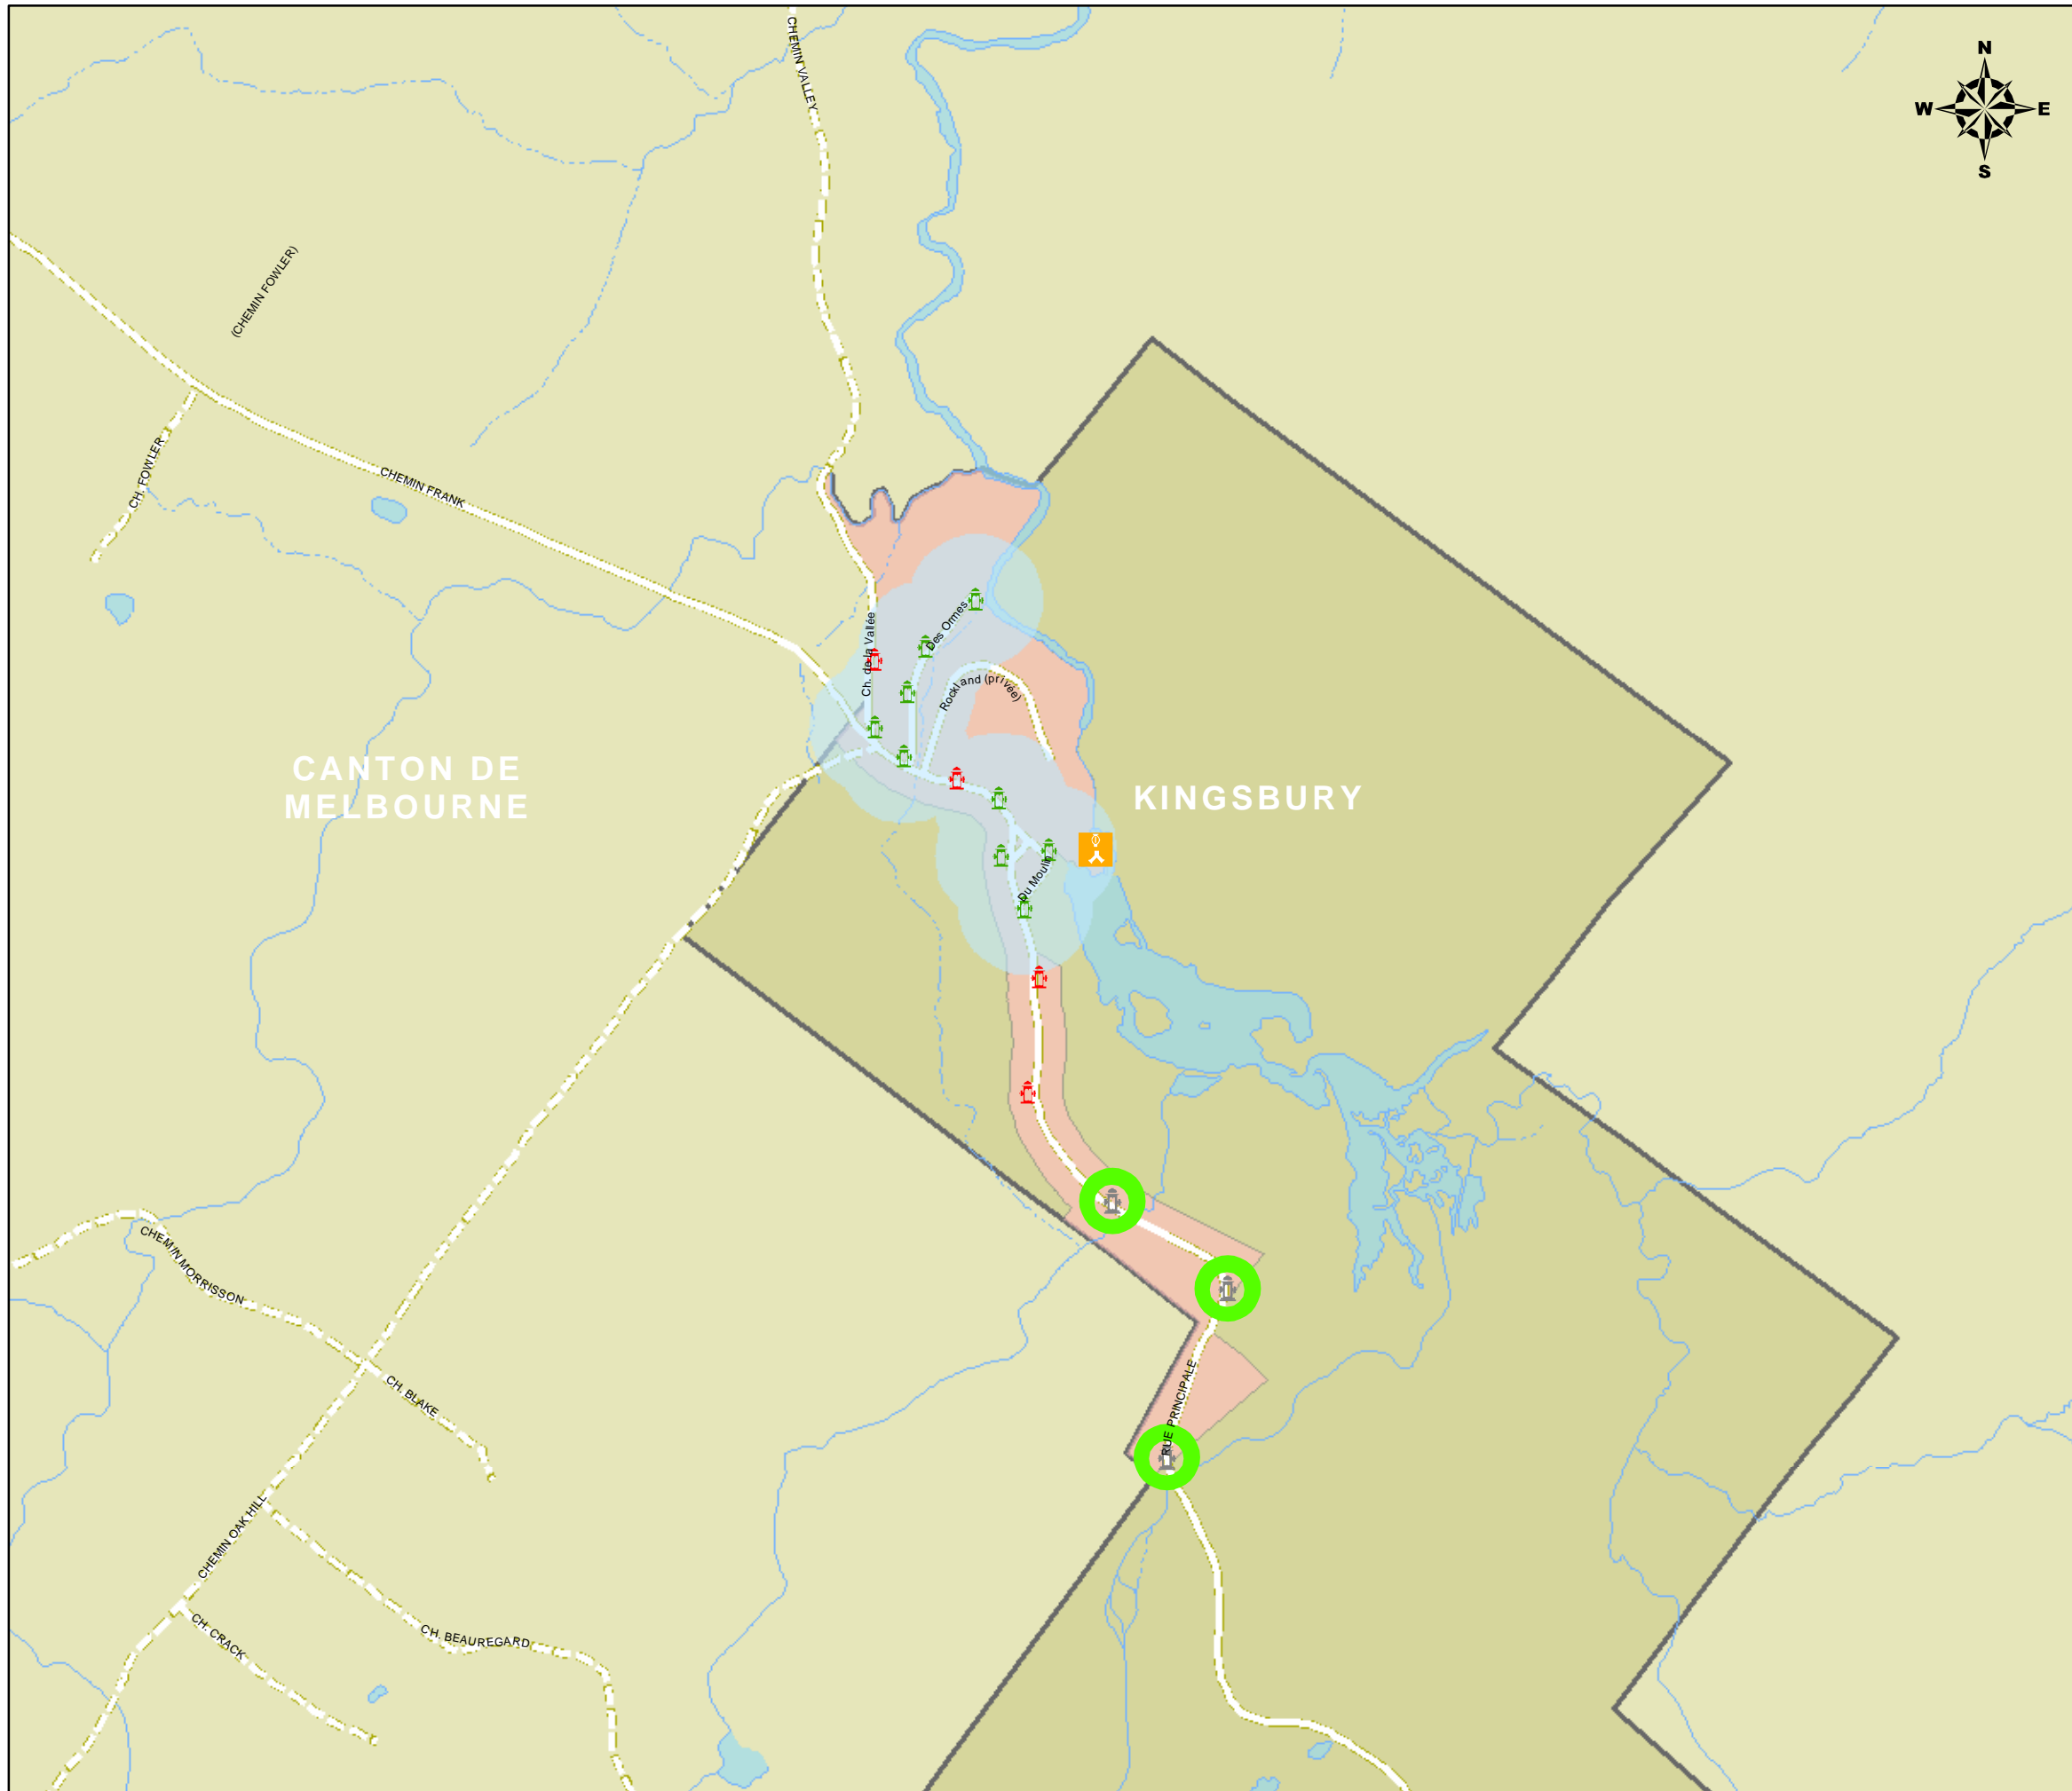 N
W
E
S
CHEMIN VALLEY
(CHEMIN FOWLER)
CH. FOWLER
CHEMIN FRANK
Des Ormes
Ch. de la Vallée
Rockland (privée)
CANTON DE
MELBOURNE
KINGSBURY
Du Moulin
CHEMIN MORRISSON
CH. BLAKE
RUE PRINCIPALE
CHEMIN OAK HILL
CH. CRACK
CH. BEAUREGARD